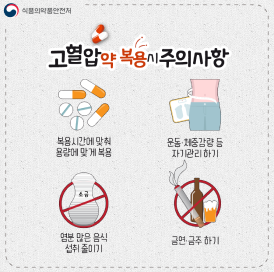 식품의약품안전처
고혈압약 복용시 주의사항
복용시간에 맞춰
용량에 맞게 복용
운동·체중감량 등
자기관리 하기
소금
염분 많은 음식
섭취 줄이기
금연·금주 하기